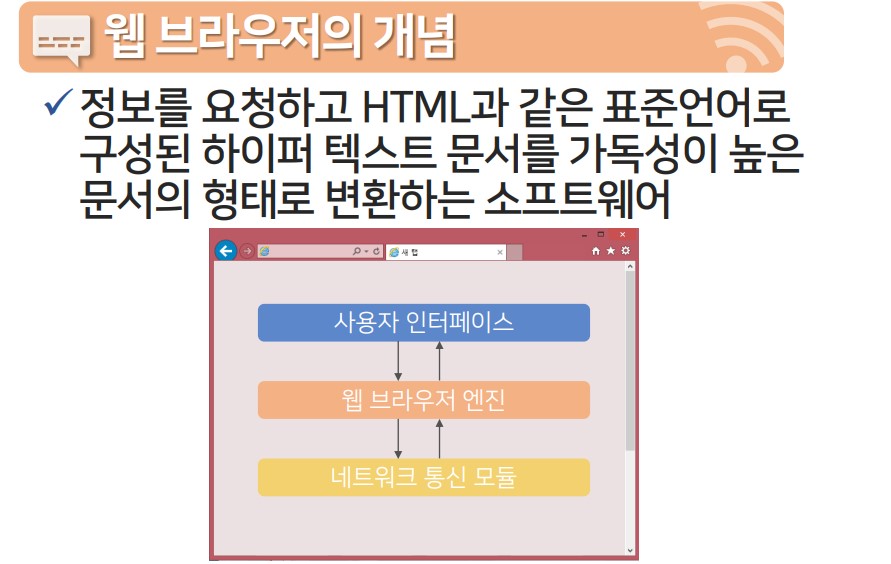 웹 브라우저의 개념
정보를 요청하고 HTML과 같은 표준언어로
구성된 하이퍼 텍스트 문서를 가독성이 높은
문서의 형태로 변환하는 소프트웨어
새 탭
사용자 인터페이스
웹 브라우저 엔진
네트워크 통신 모듈